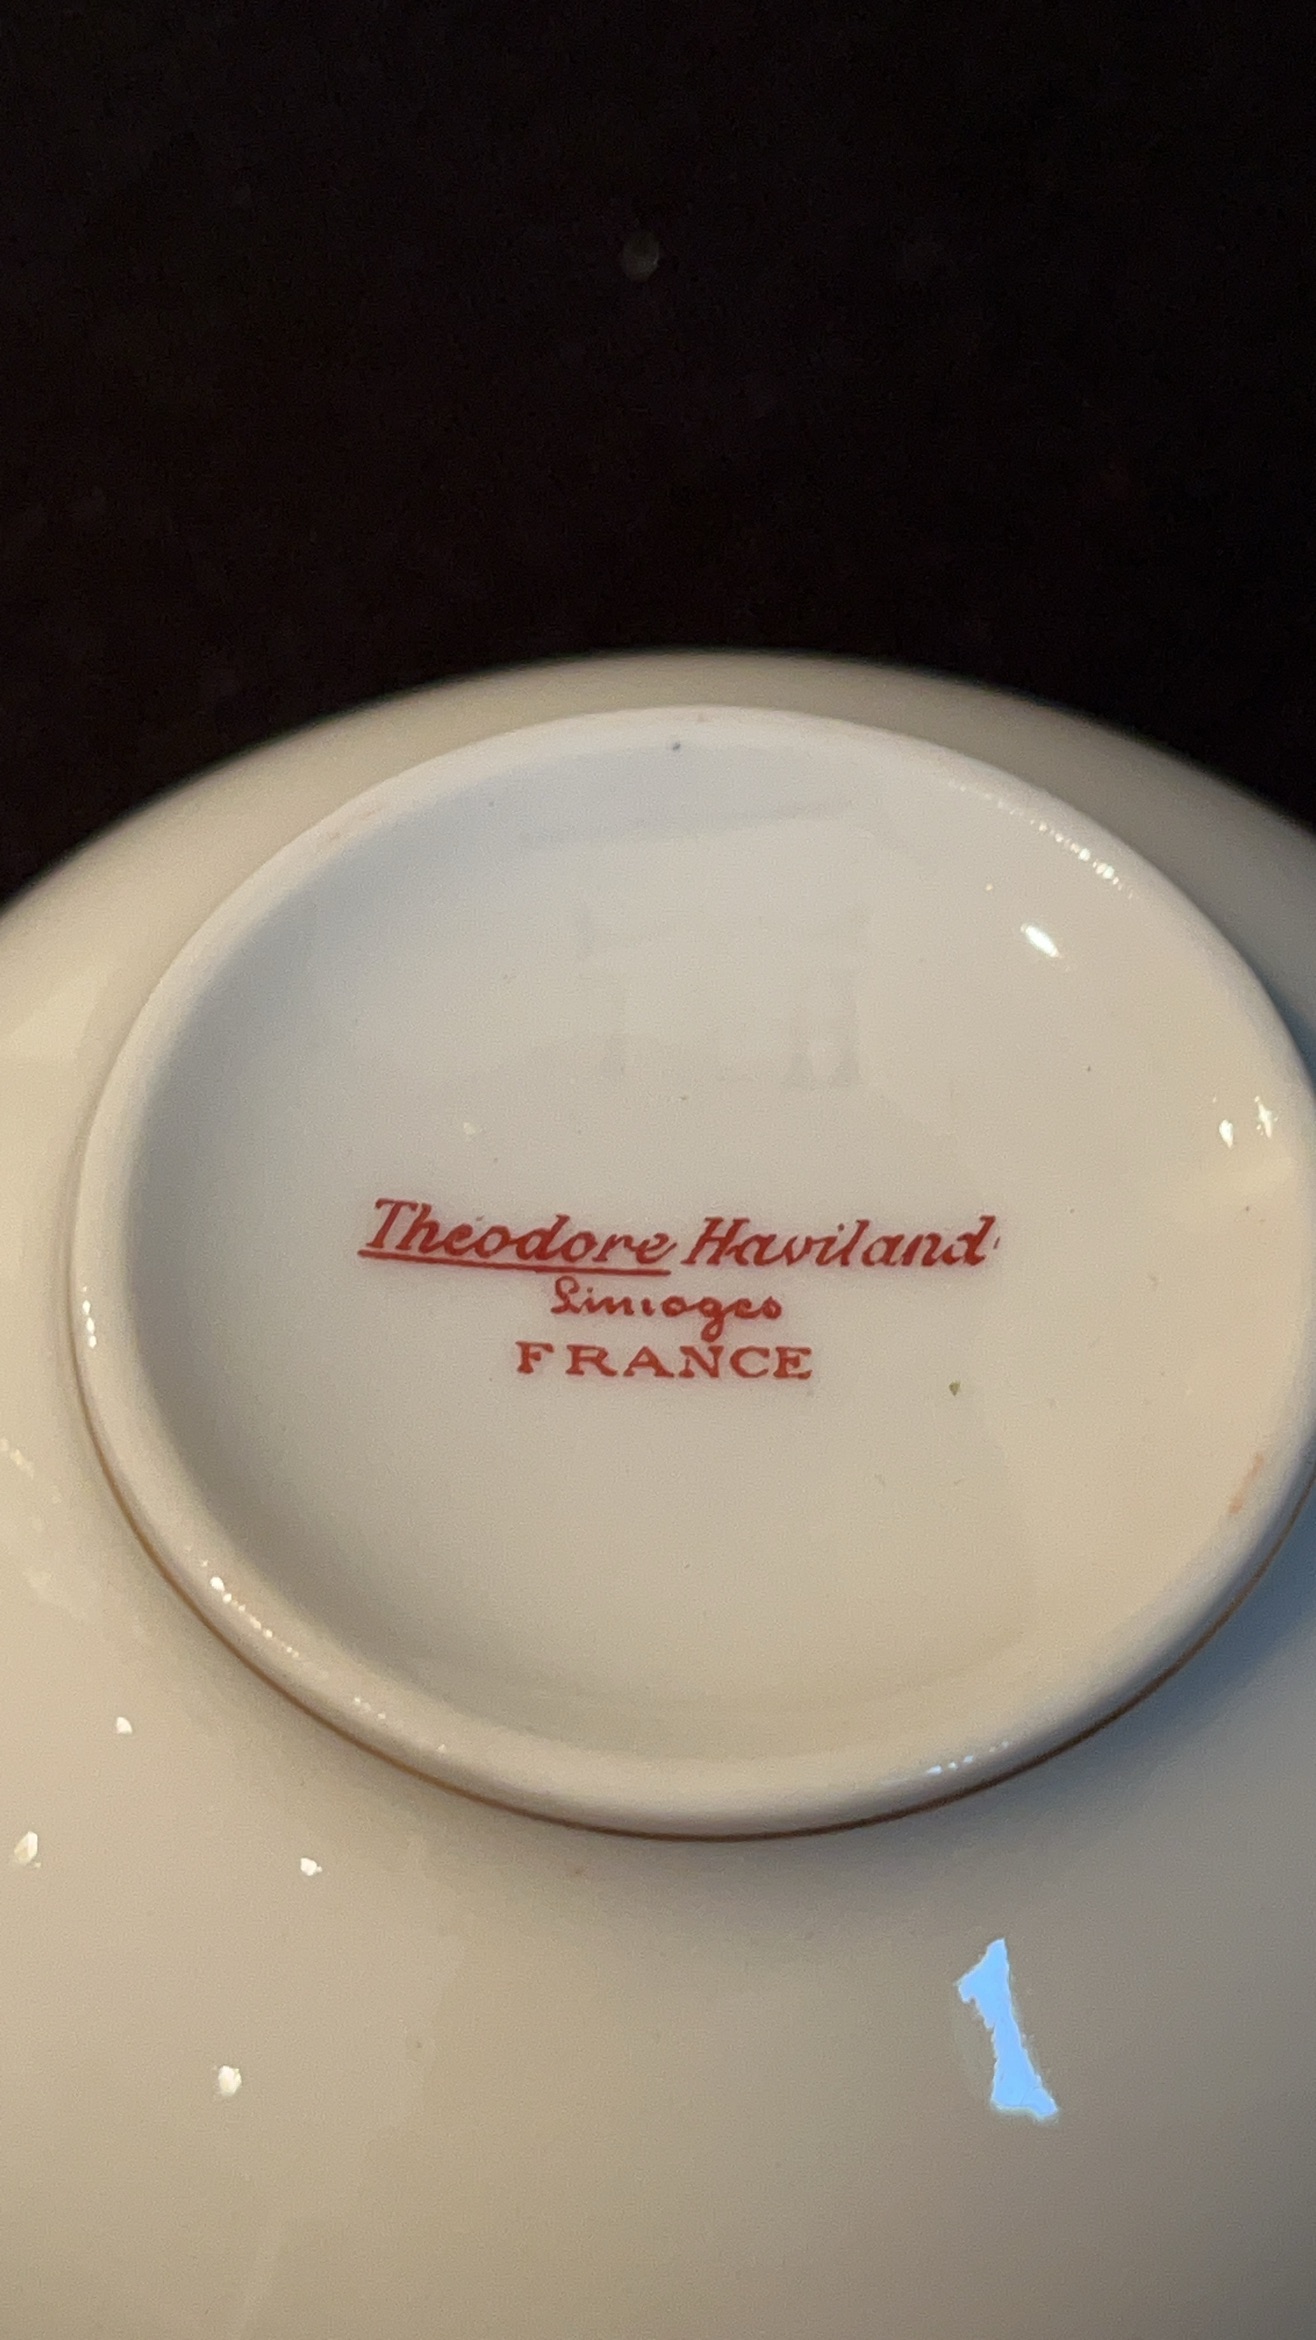 Theodore Haviland
Limoges
FRANCE